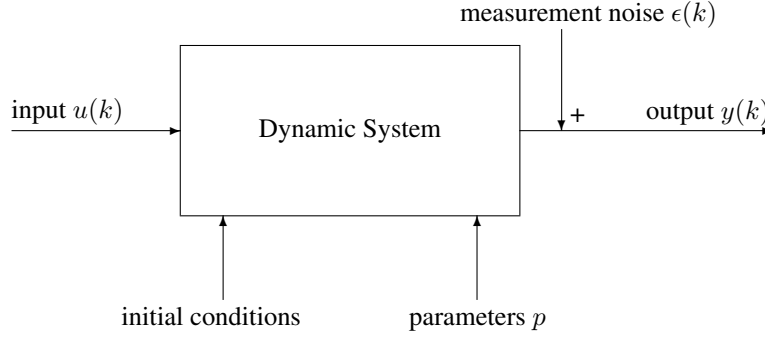 measurement noise ϵ(k)
input u(k)
Dynamic System
+
output y(k)
initial conditions
parameters p